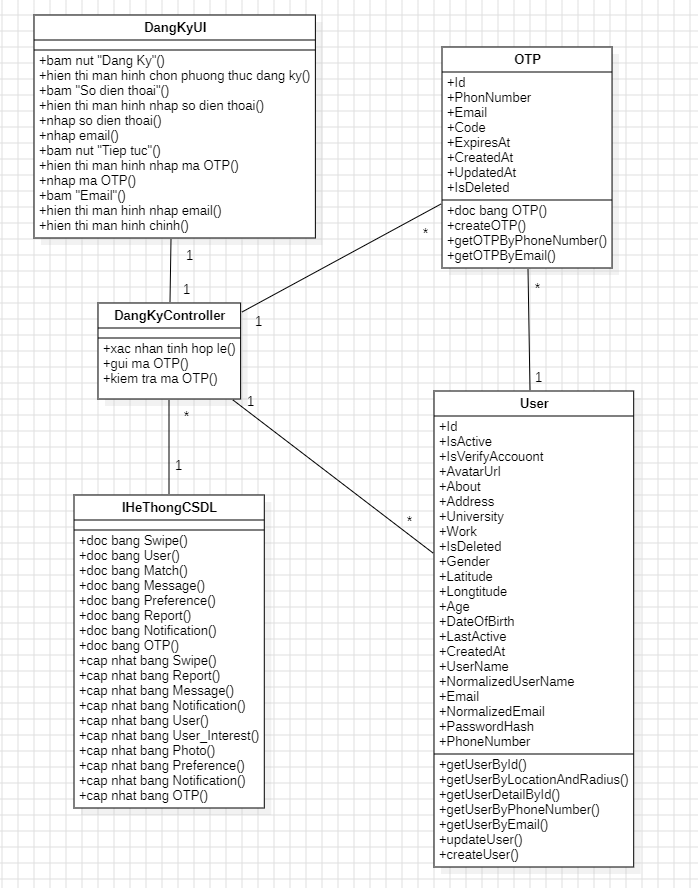 DangKyUI
+bam nut "Dang Ky"()
+hien thi man hinh chon phuong thuc dang ky()
+bam "So dien thoai"()
+hien thi man hinh nhap so dien thoai()
+nhap so dien thoai()
+nhap email()
+bam nut "Tiep tuc"()
+hien thi man hinh nhap ma OTP()
+nhap ma OTP()
+bam "Email"()
+hien thi man hinh nhap email()
+hien thi man hinh chinh()
OTP
+Id
+PhonNumber
+Email
+Code
+ExpiresAt
+CreatedAt
+UpdatedAt
+IsDeleted
+doc bang OTP()
+createOTP()
+getOTPByPhoneNumber()
+getOTPByEmail()
1
1
*
1
*
1
DangKyController
+xac nhan tinh hop le()
+gui ma OTP()
+kiem tra ma OTP()
*
1
1
*
IHeThongCSDL
+doc bang Swipe()
+doc bang User()
+doc bang Match()
+doc bang Message()
+doc bang Preference()
+doc bang Report()
+doc bang Notification()
+doc bang OTP()
+cap nhat bang Swipe()
+cap nhat bang Report()
+cap nhat bang Message()
+cap nhat bang Notification()
+cap nhat bang User()
+cap nhat bang User_Interest()
+cap nhat bang Photo()
+cap nhat bang Preference()
+cap nhat bang Notification()
+cap nhat bang OTP()
User
+Id
+IsActive
+IsVerifyAccouont
+AvatarUrl
+About
+Address
+University
+Work
+IsDeleted
+Gender
+Latitude
+Longtitude
+Age
+DateOfBirth
+LastActive
+CreatedAt
+UserName
+NormalizedUserName
+Email
+NormalizedEmail
+PasswordHash
+PhoneNumber
+getUserById()
+getUserByLocationAndRadius()
+getUserDetailById()
+getUserByPhoneNumber()
+getUserByEmail()
+updateUser()
+createUser()